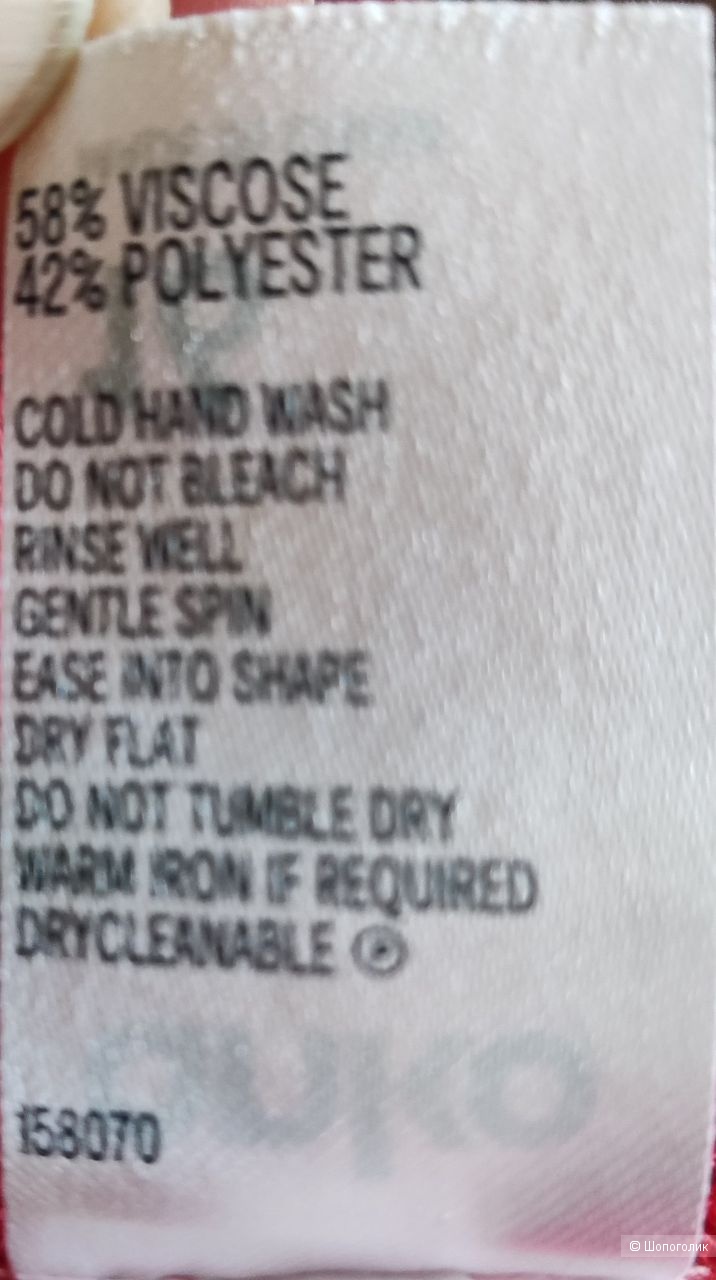 58% VISCOSE
42% POLYESTER
COLD HAND WASH
DO NOT BLEACH
RINSE WELL
GENTLE SPIN
EASE INTO SHAPE
DRY FLAT
DO NOT TUMBLE DRY
WARM IRON IF REQUIRED
DRYCLEANABLE Ⓟ
158070
© Шопоголик